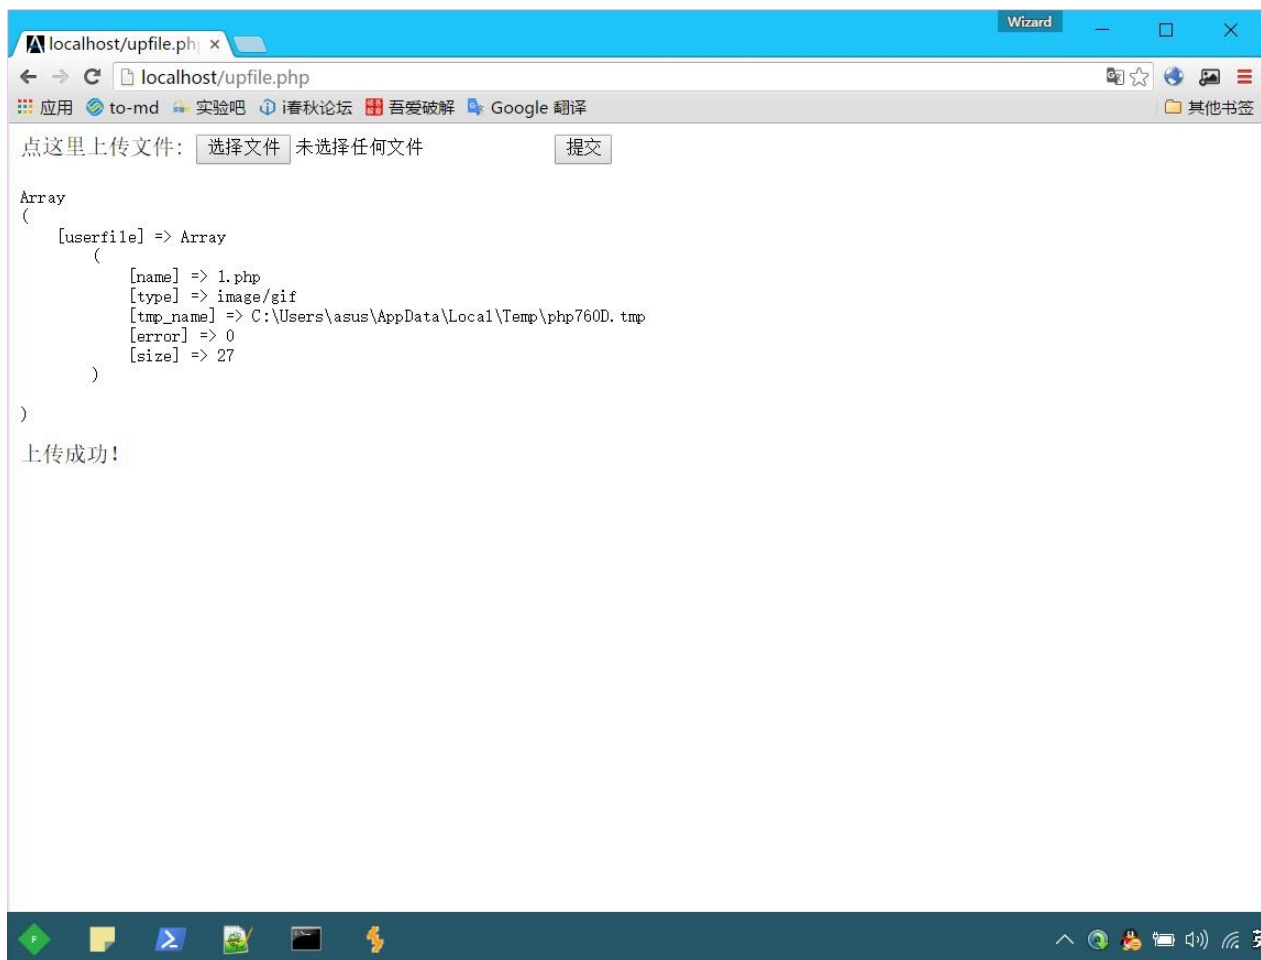 Wizard
localhost/upfile.ph ×
localhost/upfile.php
应用 to-md 实验吧 i春秋论坛 吾爱破解 Google 翻译 其他书签
点这里上传文件: 选择文件 未选择任何文件 提交
Array
(
[userfile] => Array
(
[name] => 1.php
[type] => image/gif
[tmp_name] => C:\Users\asus\AppData\Local\Temp\php760D.tmp
[error] => 0
[size] => 27
)
)
上传成功!